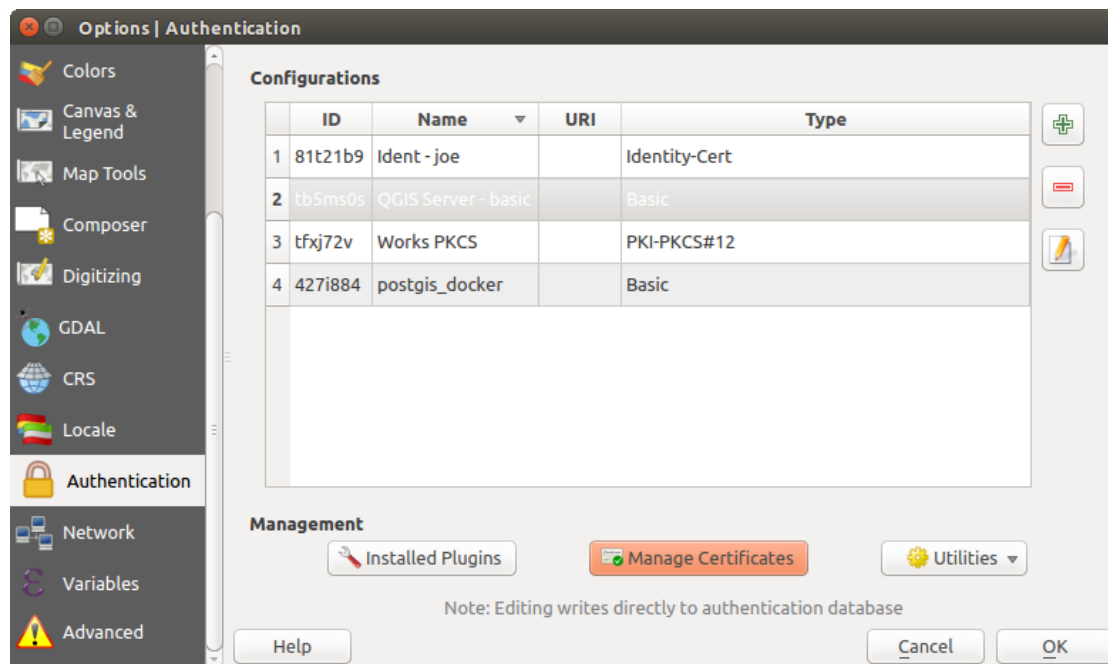 Options | Authentication
Colors
Canvas &
Legend
Map Tools
Composer
Digitizing
GDAL
CRS
Locale
Authentication
Network
Variables
Advanced
Configurations
ID Name URI Type
1 81t21b9 Ident - joe Identity-Cert
2 tb5ms0s QGIS Server - basic Basic
3 tfxj72v Works PKCS PKI-PKCS#12
4 427i884 postgis_docker Basic
Management
Installed Plugins Manage Certificates Utilities
Note: Editing writes directly to authentication database
Help Cancel OK